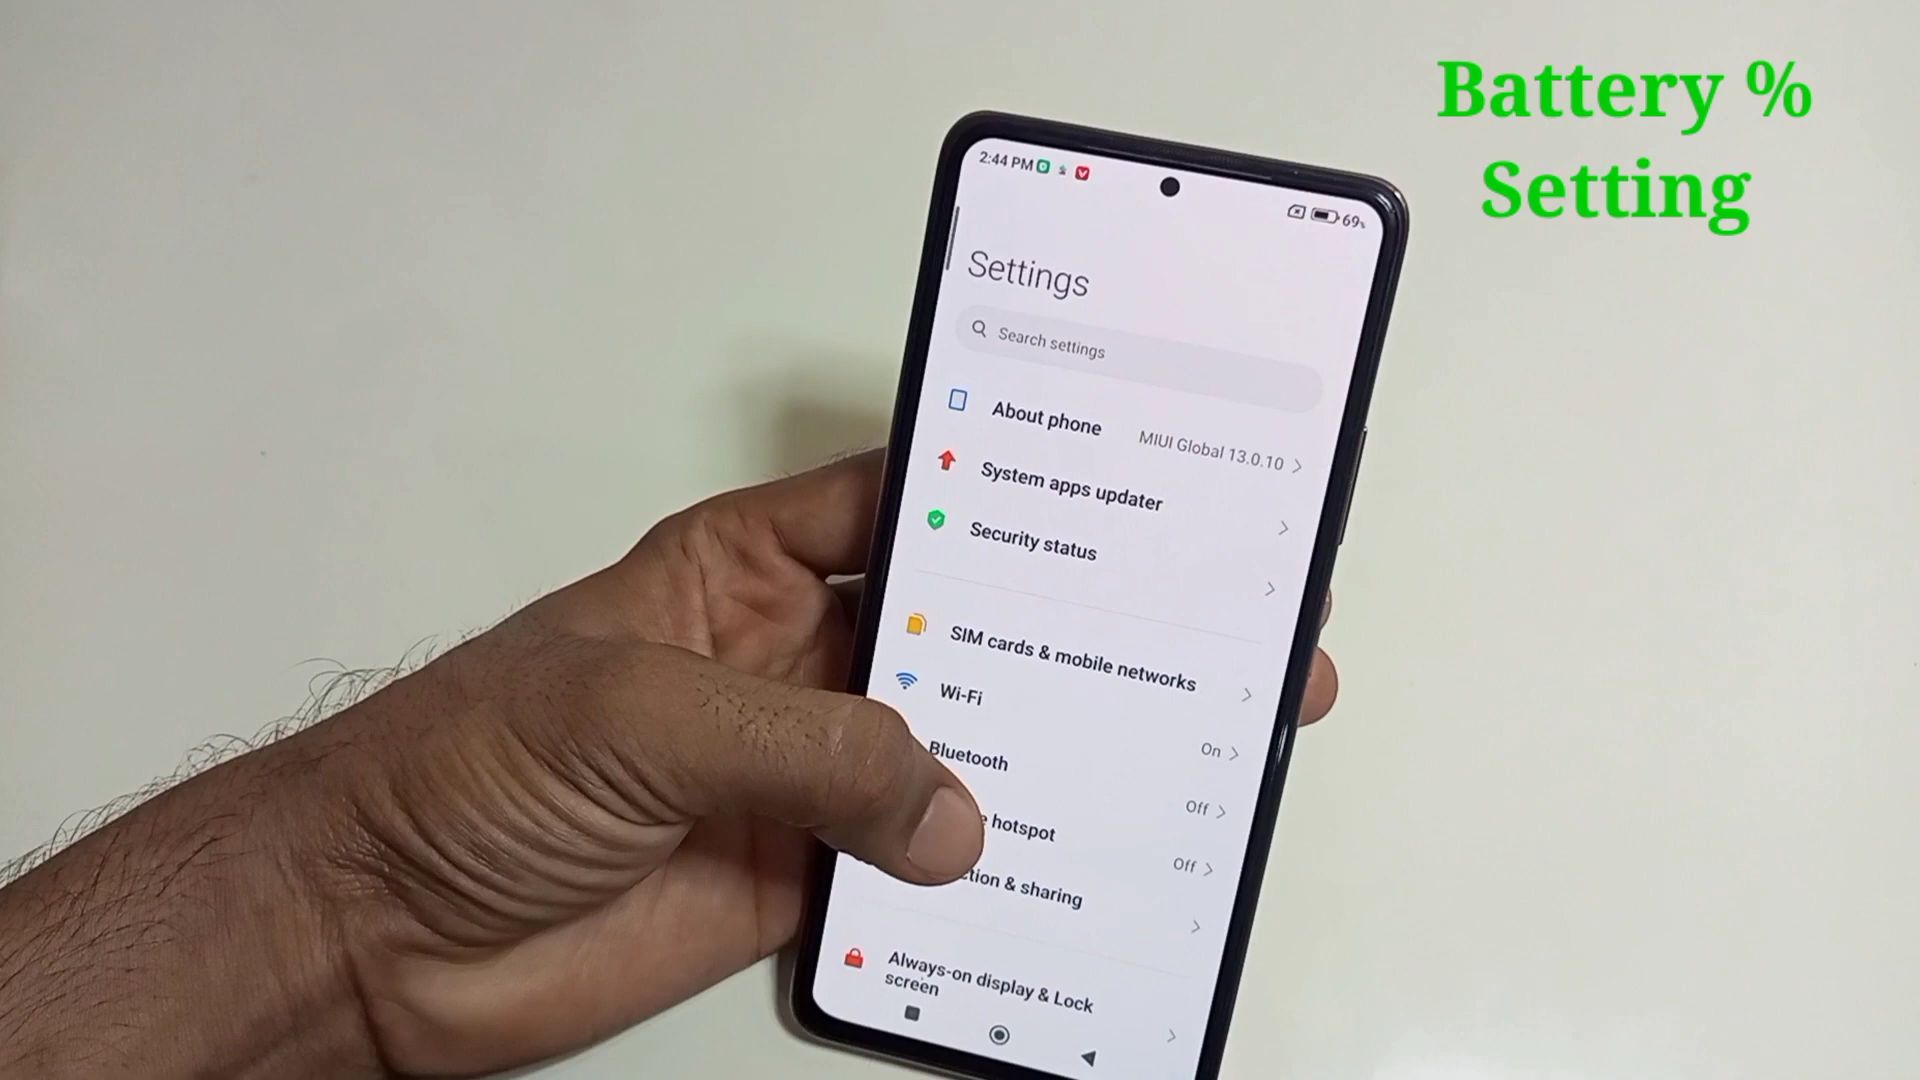 Battery %
Setting
2:44 PM
69%
Settings
Search settings
About phone
MIUI Global 13.0.10
System apps updater
Security status
SIM cards & mobile networks
Wi-Fi
On
Bluetooth
Off
hotspot
Off
& sharing
Always-on display & Lock
screen